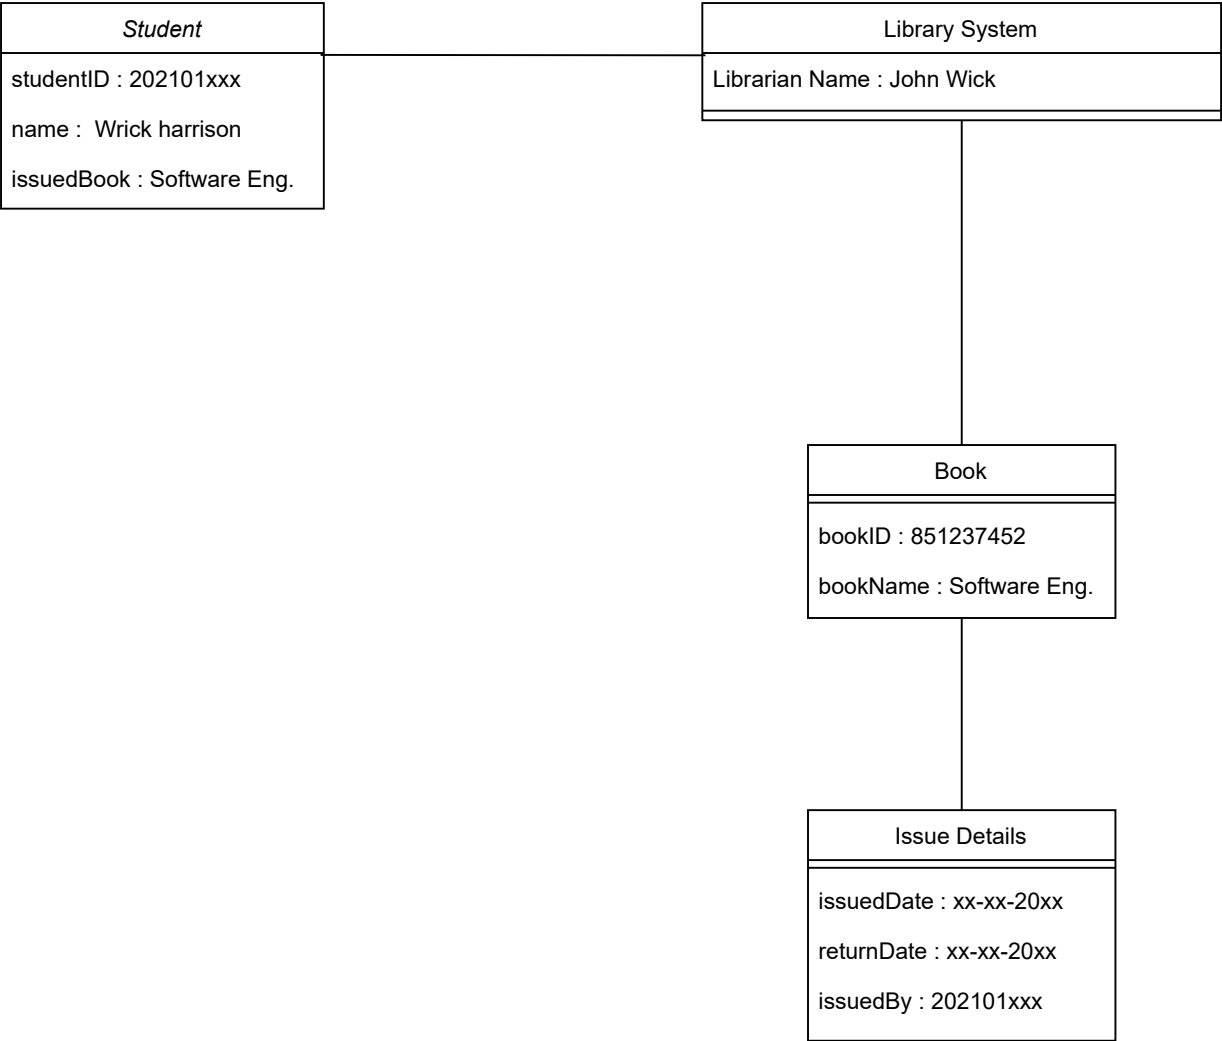 Student
studentID : 202101xxx
name :  Wrick harrison
issuedBook : Software Eng.
Library System
Librarian Name : John Wick
Book
bookID : 851237452
bookName : Software Eng.
Issue Details
issuedDate : xx-xx-20xx
returnDate : xx-xx-20xx
issuedBy : 202101xxx